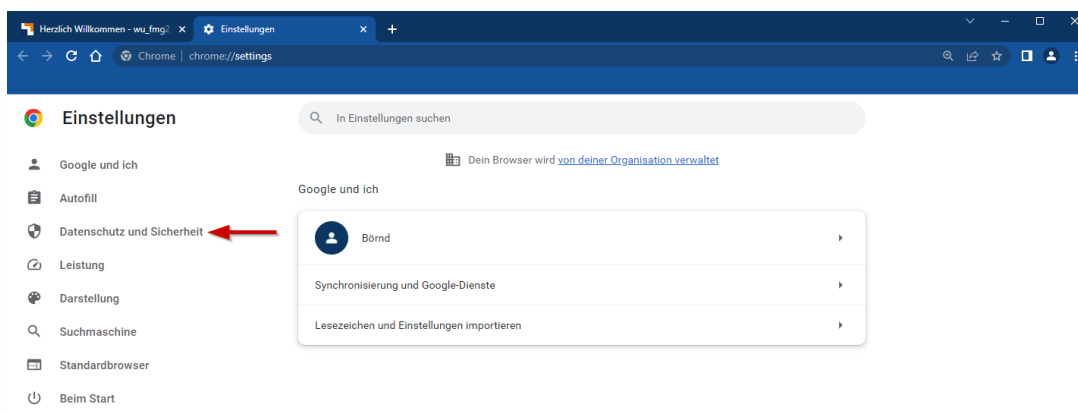 Herzlich Willkommen - wu_fmg2
Einstellungen
Chrome | chrome://settings
Einstellungen
In Einstellungen suchen
Google und ich
Dein Browser wird von deiner Organisation verwaltet
Autofill
Google und ich
Datenschutz und Sicherheit
Börnd
Leistung
Synchronisierung und Google-Dienste
Darstellung
Lesezeichen und Einstellungen importieren
Suchmaschine
Standardbrowser
Beim Start